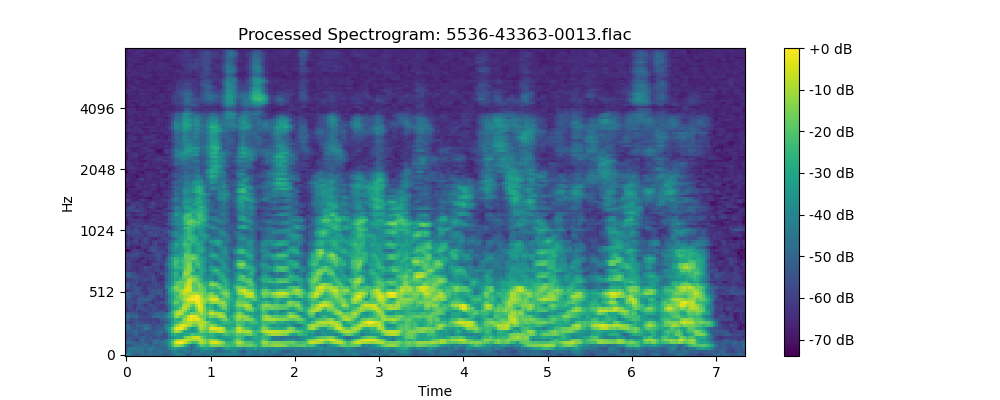 Processed Spectrogram: 5536-43363-0013.flac
Hz
4096
2048
1024
512
0
0 1 2 3 4 5 6 7
Time
+0 dB
-10 dB
-20 dB
-30 dB
-40 dB
-50 dB
-60 dB
-70 dB